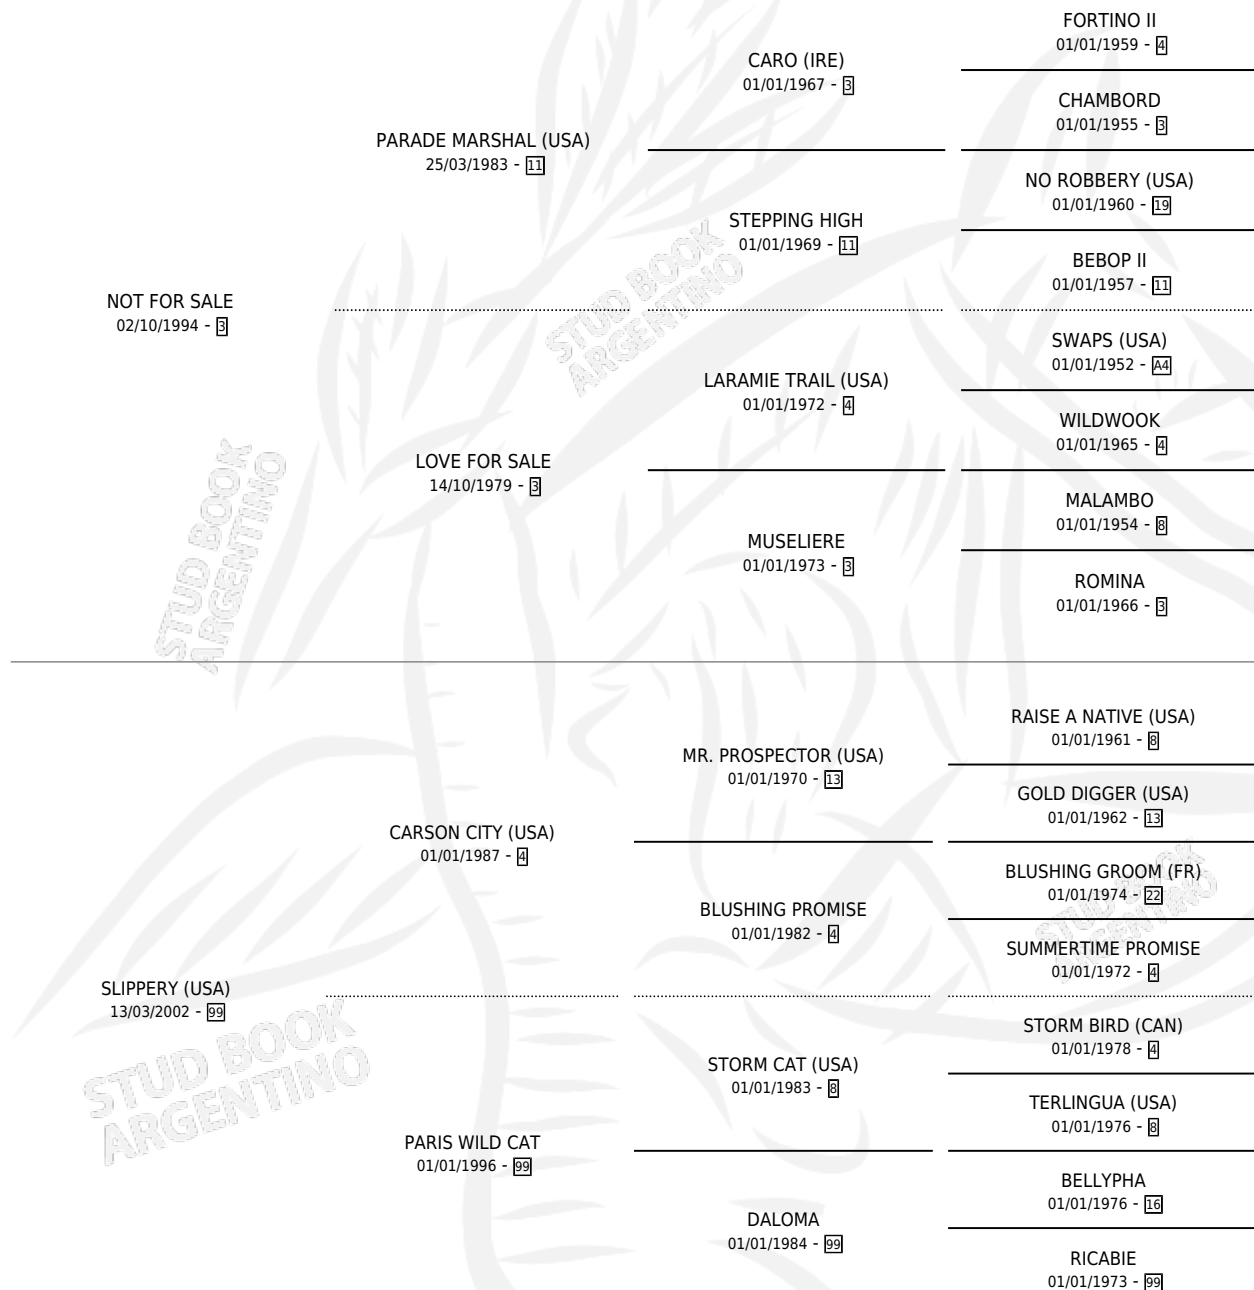 FORTINO II
01/01/1959 - 4
CARO (IRE)
01/01/1967 - 3
CHAMBORD
01/01/1955 - 3
PARADE MARSHAL (USA)
25/03/1983 - 11
NO ROBBERY (USA)
01/01/1960 - 19
STEPPING HIGH
01/01/1969 - 11
BEBOP II
01/01/1957 - 11
NOT FOR SALE
02/10/1994 - 3
STUD BOOK
ARGENTINO
SWAPS (USA)
01/01/1952 - A4
LARAMIE TRAIL (USA)
01/01/1972 - 4
WILDWOOK
01/01/1965 - 4
LOVE FOR SALE
14/10/1979 - 3
MALAMBO
01/01/1954 - 8
MUSELIERE
01/01/1973 - 3
ROMINA
01/01/1966 - 3
STUD BOOK
ARGENTINO
RAISE A NATIVE (USA)
01/01/1961 - 8
MR. PROSPECTOR (USA)
01/01/1970 - 13
GOLD DIGGER (USA)
01/01/1962 - 13
CARSON CITY (USA)
01/01/1987 - 4
BLUSHING GROOM (FR)
01/01/1974 - 22
STUD BOOK
ARGENTINO
BLUSHING PROMISE
01/01/1982 - 4
SUMMERTIME PROMISE
01/01/1972 - 4
SLIPPERY (USA)
13/03/2002 - 99
STUD BOOK
ARGENTINO
STORM BIRD (CAN)
01/01/1978 - 4
STORM CAT (USA)
01/01/1983 - 8
TERLINGUA (USA)
01/01/1976 - 8
PARIS WILD CAT
01/01/1996 - 99
BELLYPHA
01/01/1976 - 16
DALOMA
01/01/1984 - 99
RICABIE
01/01/1973 - 99